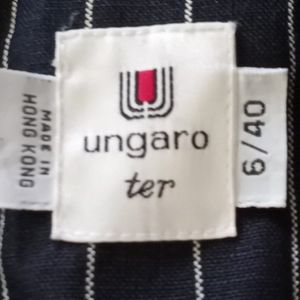 MADE IN
HONG KONG
ungaro
ter
6/40